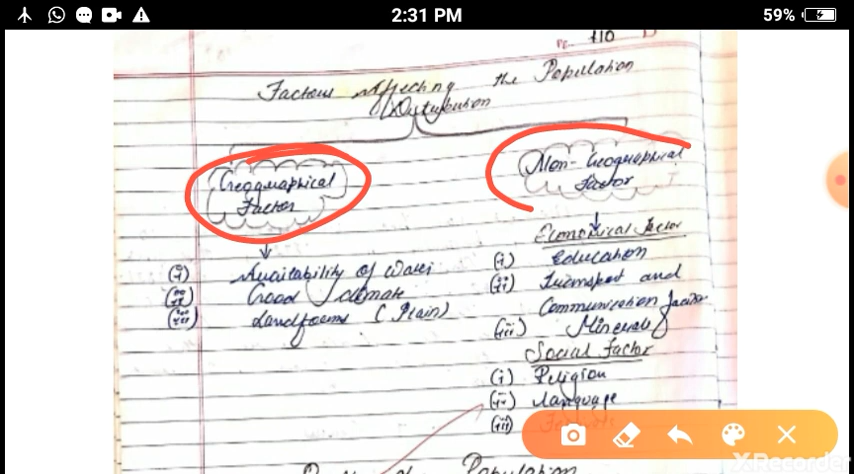 2:31 PM
59%
110
Factors Affecting the Population
Distribution
Geographical
Factor
(i) Availability of Water
(ii) Good climate
(iii) Landforms (Plain)
Non-Geographical
Factor
Economical Factor
(i) Education
(ii) Transport and
Communication factor
(iii) Minerals
Social Factor
(i) Religion
(ii) Language
(iii)
Population
XRecorder